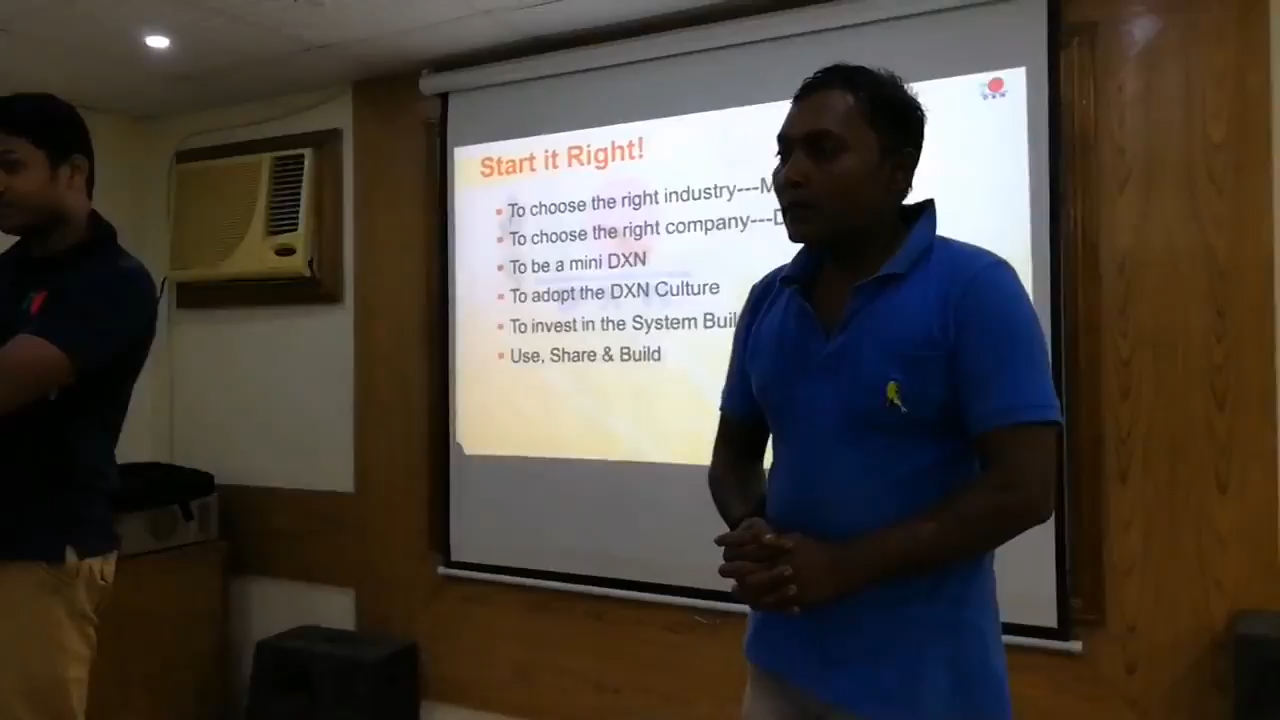 Start it Right!
To choose the right industry---M
To choose the right company---D
To be a mini DXN
To adopt the DXN Culture
To invest in the System Buil
Use, Share & Build
DXN